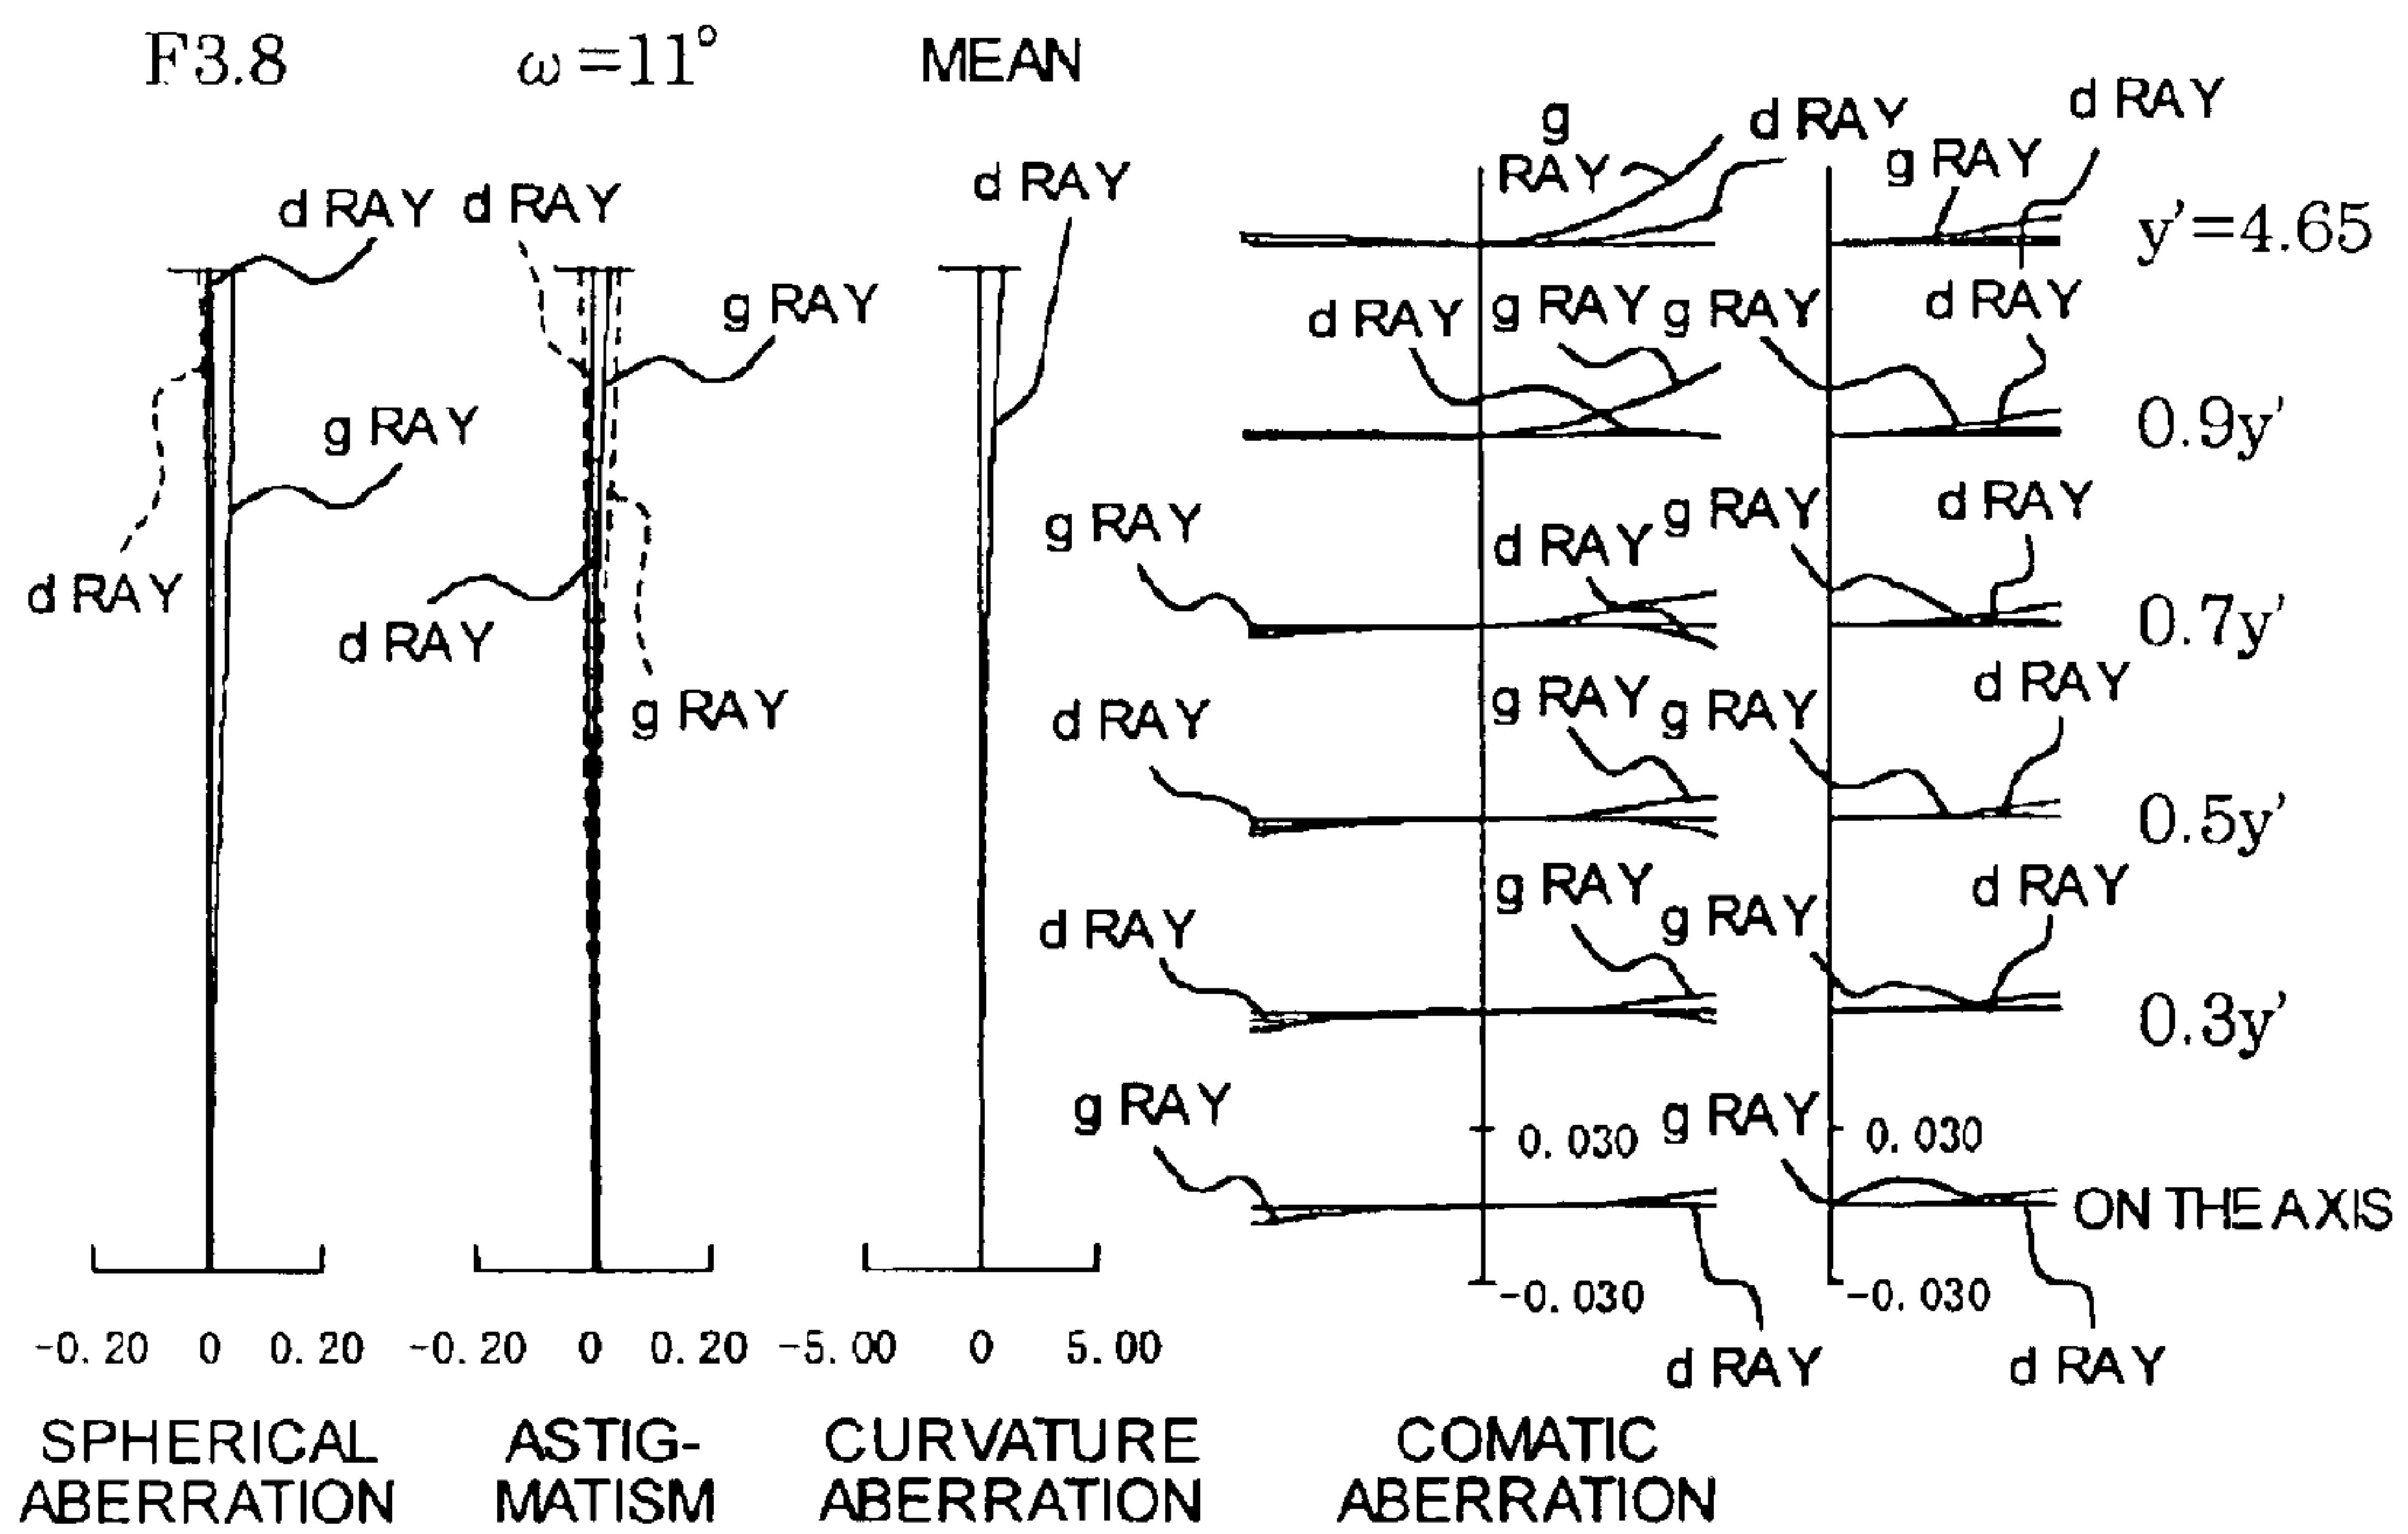 F3.8
ω=11°
MEAN
d RAY
d RAY
g RAY
d RAY
g RAY
d RAY
g RAY
d RAY
g
RAY
d RAY
g RAY
d RAY
y'=4.65
d RAY
g RAY
g RAY
d RAY
0.9y'
g RAY
d RAY
g RAY
d RAY
0.7y'
d RAY
g RAY
g RAY
d RAY
0.5y'
d RAY
g RAY
g RAY
d RAY
0.3y'
g RAY
0.030
g RAY
0.030
ON THE AXIS
-0.030
-0.030
d RAY
d RAY
-0.20 0 0.20
-0.20 0 0.20
-5.00 0 5.00
SPHERICAL
ABERRATION
ASTIG-
MATISM
CURVATURE
ABERRATION
COMATIC
ABERRATION